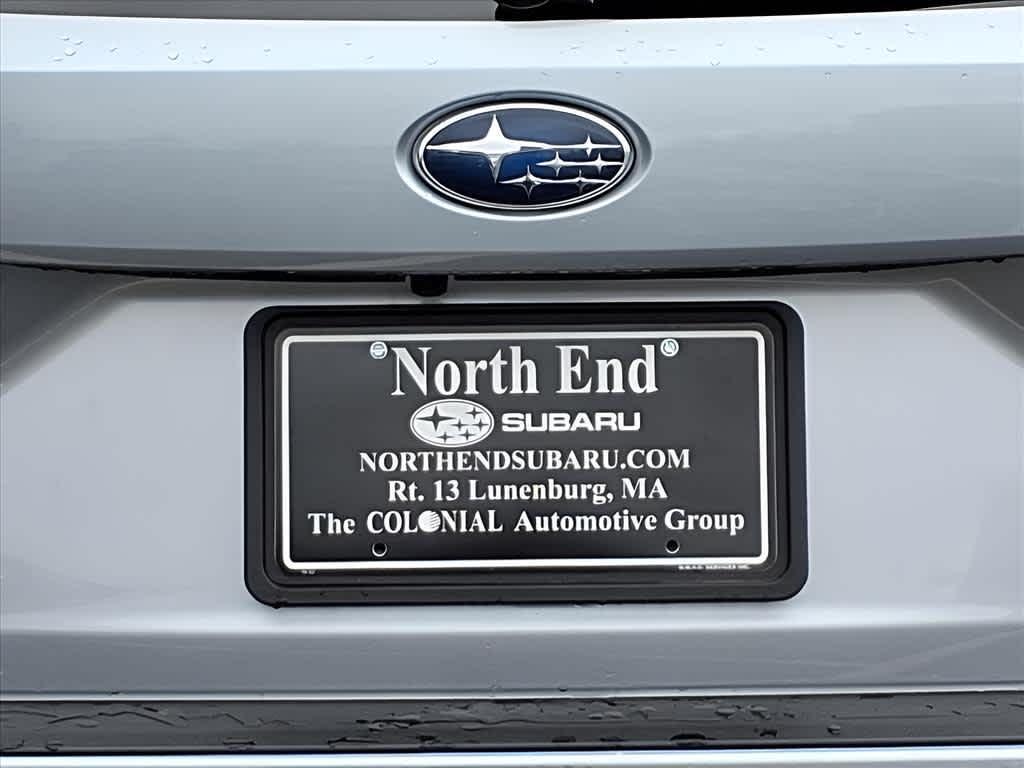 North End
SUBARU
NORTHENDSUBARU.COM
Rt. 13 Lunenburg, MA
The COLONIAL Automotive Group